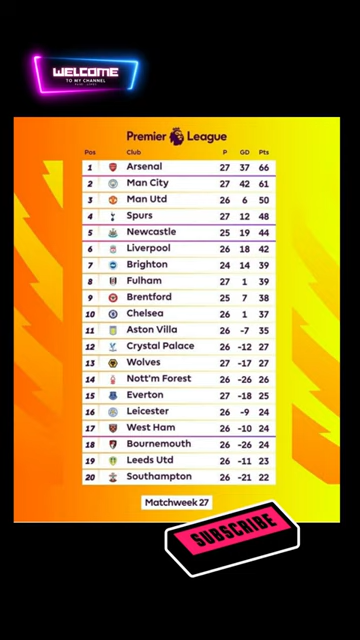 WELCOME
TO MY CHANNEL
Premier League
Pos Club P GD Pts
1 Arsenal 27 37 66
2 Man City 27 42 61
3 Man Utd 26 6 50
4 Spurs 27 12 48
5 Newcastle 25 19 44
6 Liverpool 26 18 42
7 Brighton 24 14 39
8 Fulham 27 1 39
9 Brentford 25 7 38
10 Chelsea 26 1 37
11 Aston Villa 26 -7 35
12 Crystal Palace 26 -12 27
13 Wolves 27 -17 27
14 Nott'm Forest 26 -26 26
15 Everton 27 -18 25
16 Leicester 26 -9 24
17 West Ham 26 -10 24
18 Bournemouth 26 -26 24
19 Leeds Utd 26 -11 23
20 Southampton 26 -21 22
Matchweek 27
SUBSCRIBE